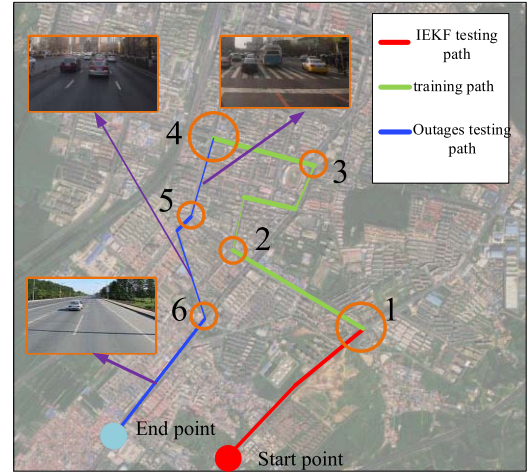 IEKF testing
path
training path
Outages testing
path
4
3
5
2
6
1
End point
Start point